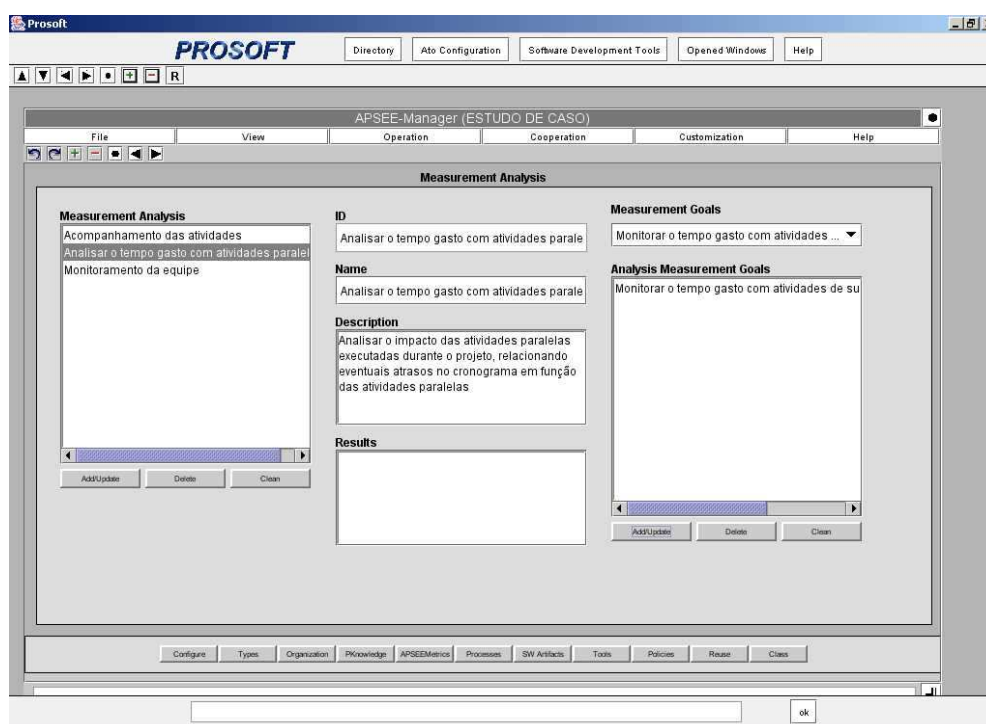 Prosoft
PROSOFT
Directory
Ato Configuration
Software Development Tools
Opened Windows
Help
R
APSEE-Manager (ESTUDO DE CASO)
File
View
Operation
Cooperation
Customization
Help
Measurement Analysis
Measurement Analysis
Acompanhamento das atividades
Analisar o tempo gasto com atividades paralel
Monitoramento da equipe
Add/Update
Delete
Clean
ID
Analisar o tempo gasto com atividades parale
Name
Analisar o tempo gasto com atividades parale
Description
Analisar o impacto das atividades paralelas
executadas durante o projeto, relacionando
eventuais atrasos no cronograma em função
das atividades paralelas
Results
Measurement Goals
Monitorar o tempo gasto com atividades ...
Analysis Measurement Goals
Monitorar o tempo gasto com atividades de su
Add/Update
Delete
Clean
Configure
Types
Organization
PKnowledge
APSEEMetrics
Processes
SW Artifacts
Tools
Policies
Reuse
Class
ok